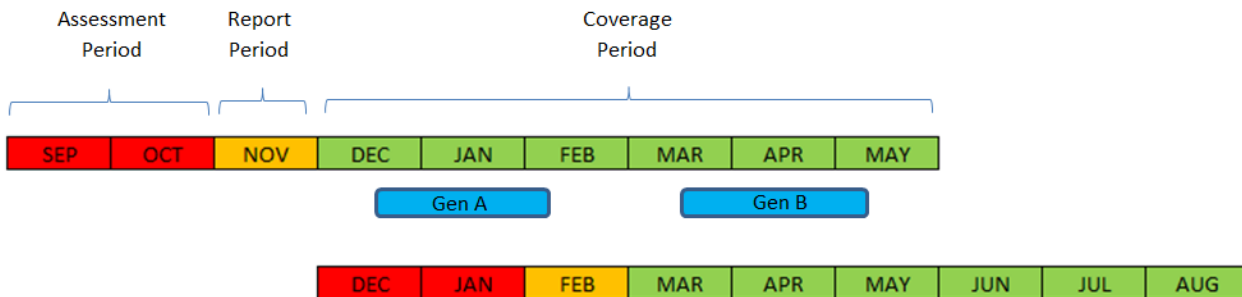 Assessment Period
Report Period
Coverage Period
SEP OCT NOV DEC JAN FEB MAR APR MAY
Gen A Gen B
DEC JAN FEB MAR APR MAY JUN JUL AUG